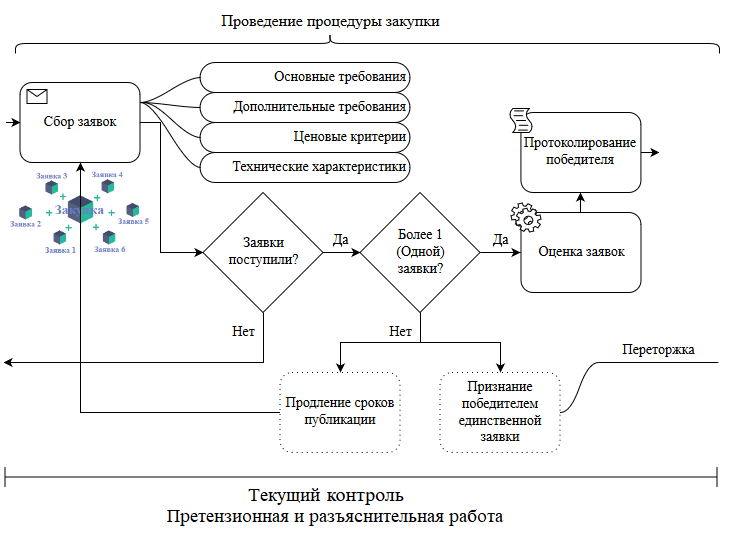 Проведение процедуры закупки
Сбор заявок
Основные требования
Дополнительные требования
Ценовые критерии
Технические характеристики
Протоколирование
победителя
Заявка 3
Заявка 4
Закупка
Заявка 2
Заявка 5
Заявка 1
Заявка 6
Заявки
поступили?
Да
Более 1
(Одной)
заявки?
Да
Оценка заявок
Нет
Нет
Переторжка
Продление сроков
публикации
Признание
победителем
единственной
заявки
Текущий контроль
Претензионная и разъяснительная работа